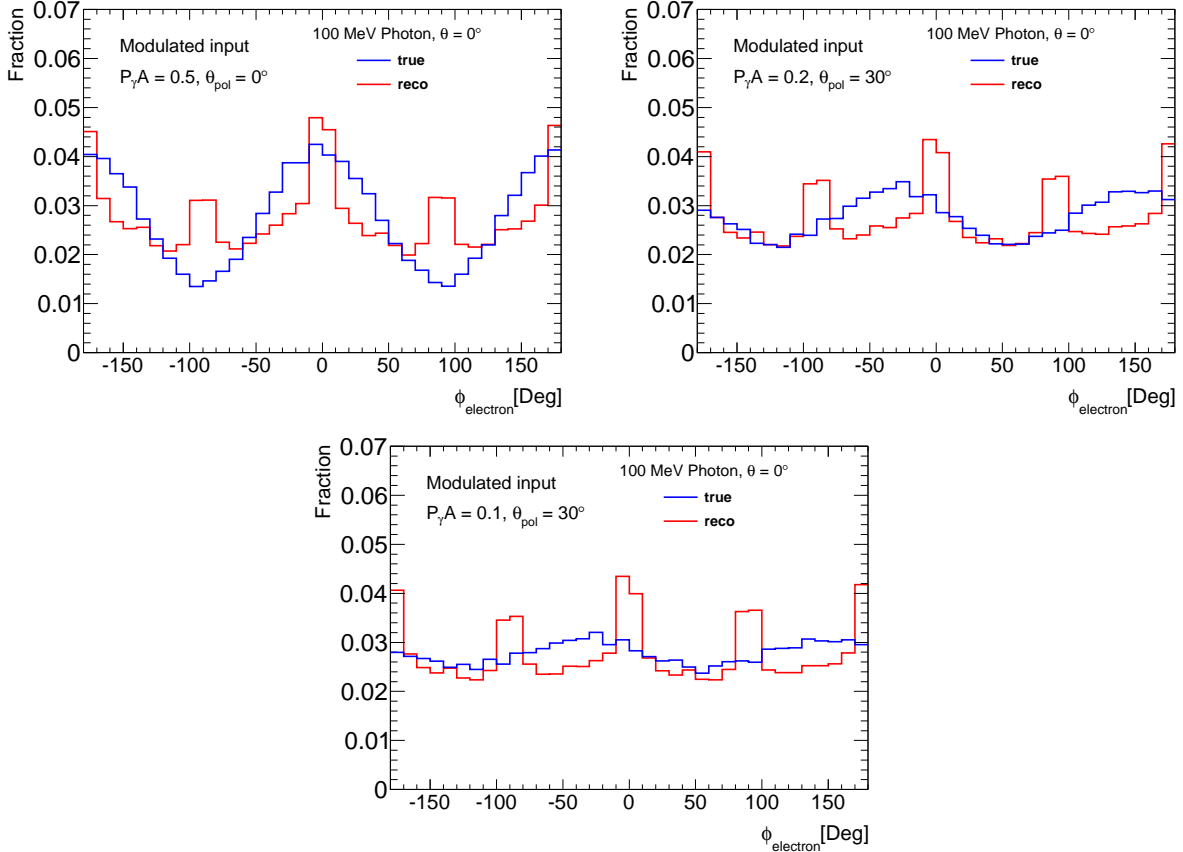 Fraction
0.07
0.06
0.05
0.04
0.03
0.02
0.01
0
Modulated input
PγA = 0.5, θpol = 0°
100 MeV Photon, θ = 0°
true
reco
-150 -100 -50 0 50 100 150
ϕelectron[Deg]
Fraction
0.07
0.06
0.05
0.04
0.03
0.02
0.01
0
Modulated input
PγA = 0.2, θpol = 30°
100 MeV Photon, θ = 0°
true
reco
-150 -100 -50 0 50 100 150
ϕelectron[Deg]
Fraction
0.07
0.06
0.05
0.04
0.03
0.02
0.01
0
Modulated input
PγA = 0.1, θpol = 30°
100 MeV Photon, θ = 0°
true
reco
-150 -100 -50 0 50 100 150
ϕelectron[Deg]